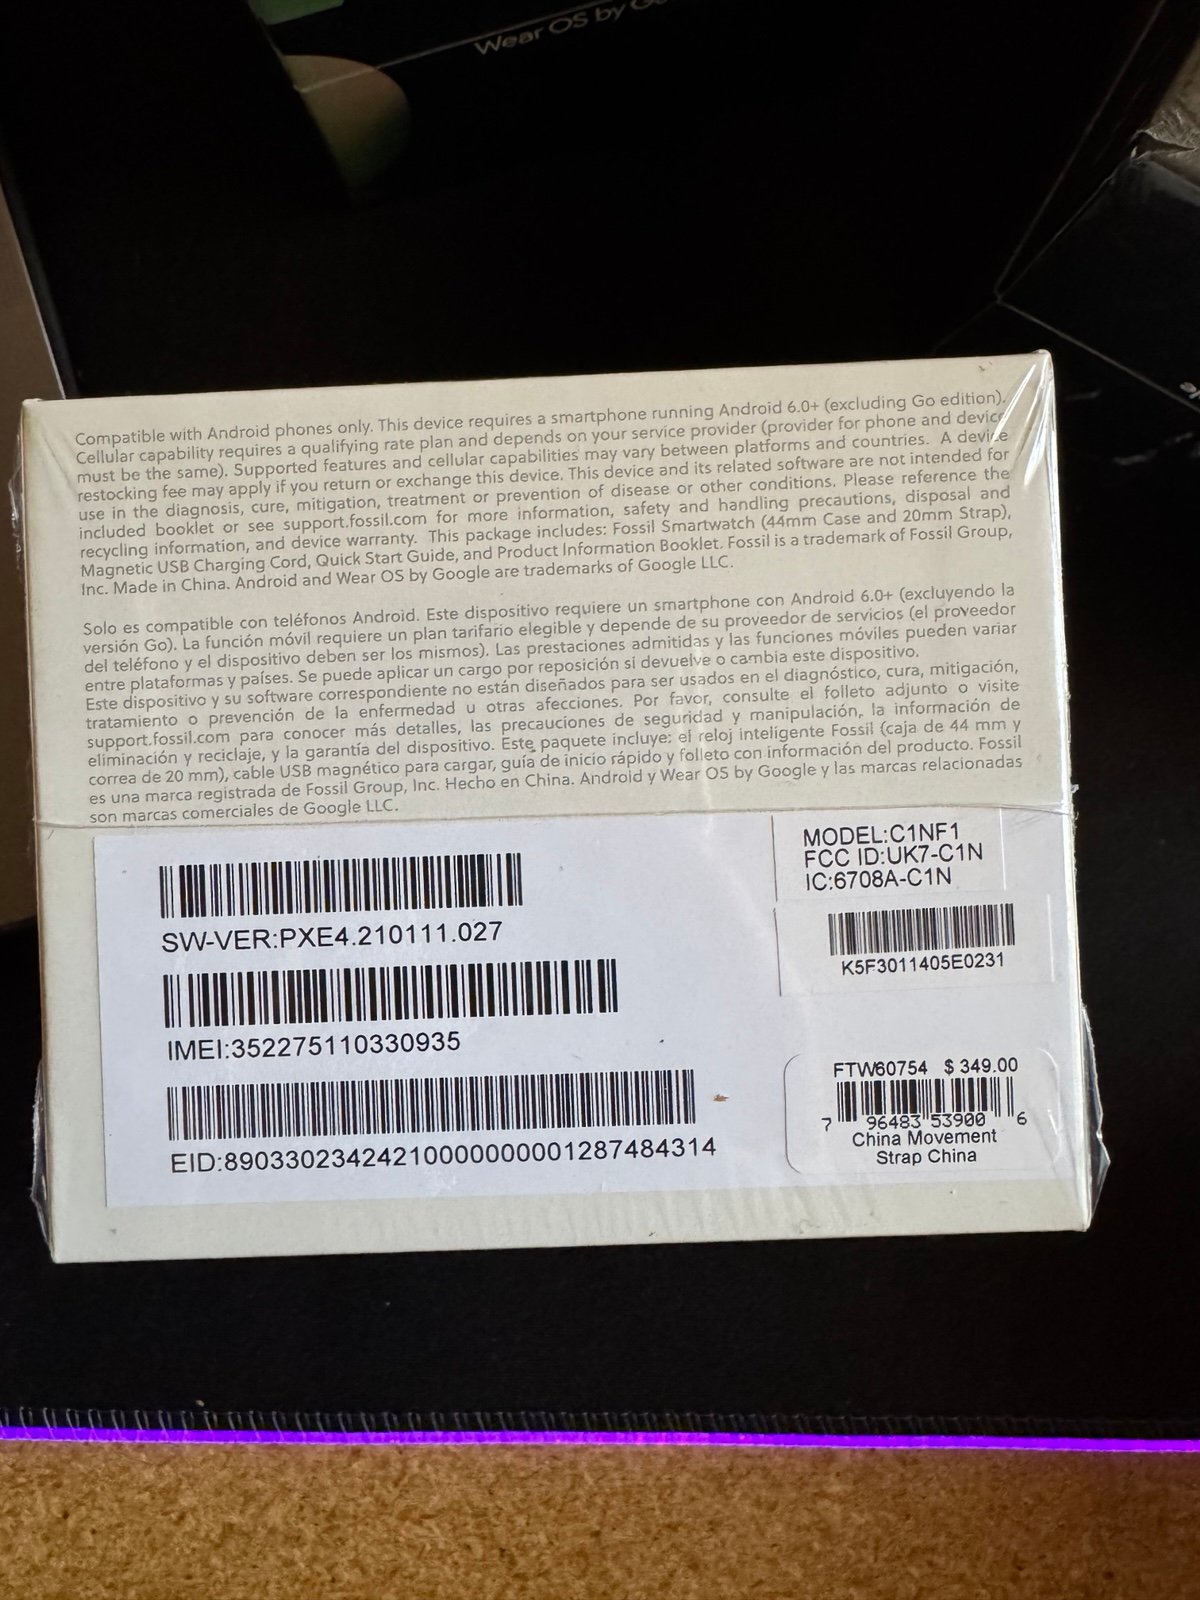 Wear OS by
Compatible with Android phones only. This device requires a smartphone running Android 6.0+ (excluding Go edition).
Cellular capability requires a qualifying rate plan and depends on your service provider (provider for phone and device
must be the same). Supported features and cellular capabilities may vary between platforms and countries. A device
restocking fee may apply if you return or exchange this device. This device and its related software are not intended for
use in the diagnosis, cure, mitigation, treatment or prevention of disease or other conditions. Please reference the
included booklet or see support.fossil.com for more information, safety and handling precautions, disposal and
recycling information, and device warranty. This package includes: Fossil Smartwatch (44mm Case and 20mm Strap),
Magnetic USB Charging Cord, Quick Start Guide, and Product Information Booklet. Fossil is a trademark of Fossil Group,
Inc. Made in China. Android and Wear OS by Google are trademarks of Google LLC.
Solo es compatible con teléfonos Android. Este dispositivo requiere un smartphone con Android 6.0+ (excluyendo la
versión Go). La función móvil requiere un plan tarifario elegible y depende de su proveedor de servicios (el proveedor
del teléfono y el dispositivo deben ser los mismos). Las prestaciones admitidas y las funciones móviles pueden variar
entre plataformas y países. Se puede aplicar un cargo por reposición si devuelve o cambia este dispositivo.
Este dispositivo y su software correspondiente no están diseñados para ser usados en el diagnóstico, cura, mitigación,
tratamiento o prevención de la enfermedad u otras afecciones. Por favor, consulte el folleto adjunto o visite
support.fossil.com para conocer más detalles, las precauciones de seguridad y manipulación, la información de
eliminación y reciclaje, y la garantía del dispositivo. Este paquete incluye: el reloj inteligente Fossil (caja de 44 mm y
correa de 20 mm), cable USB magnético para cargar, guía de inicio rápido y folleto con información del producto. Fossil
es una marca registrada de Fossil Group, Inc. Hecho en China. Android y Wear OS by Google y las marcas relacionadas
son marcas comerciales de Google LLC.
SW-VER:PXE4.210111.027
IMEI:352275110330935
EID:89033023424210000000001287484314
MODEL:C1NF1
FCC ID:UK7-C1N
IC:6708A-C1N
K5F3011405E0231
FTW60754 $ 349.00
7 96483 53900 6
China Movement
Strap China